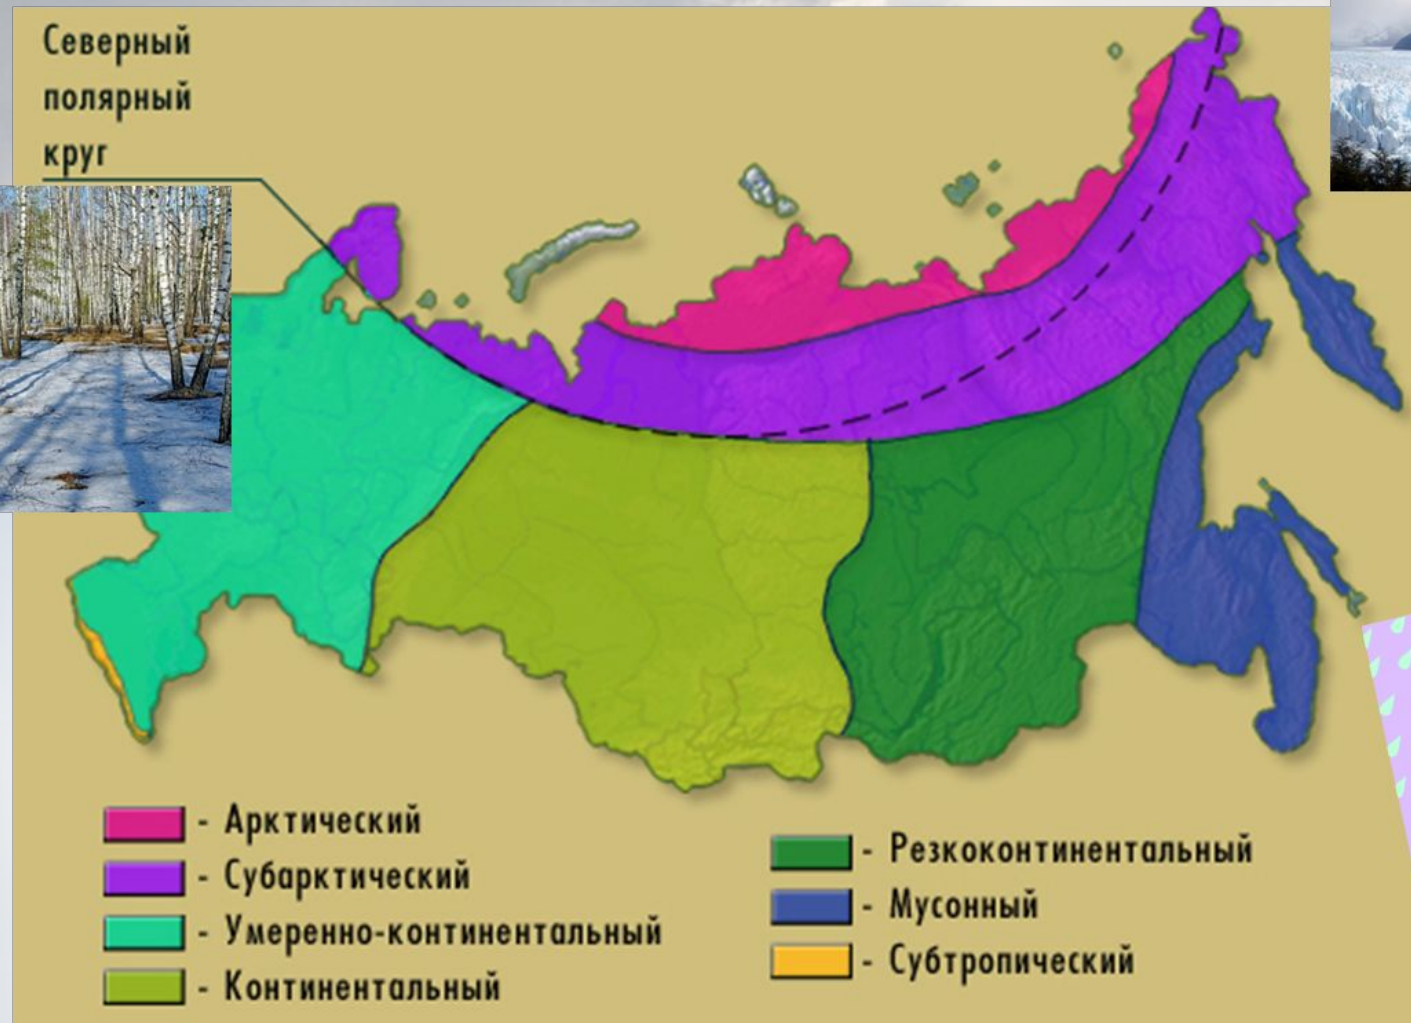 Северный
полярный
круг
- Арктический
- Субарктический
- Умеренно-континентальный
- Континентальный
- Резкоконтинентальный
- Мусонный
- Субтропический